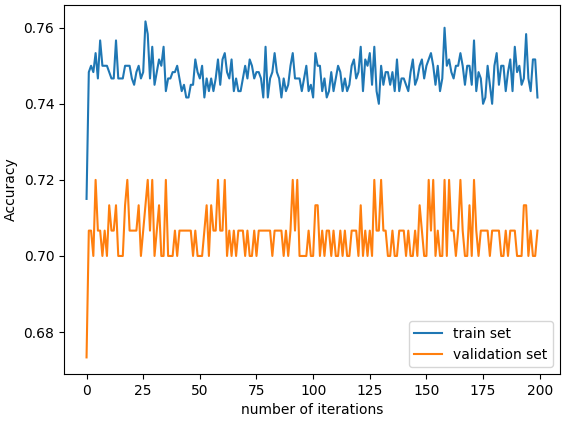 0.76
0.74
0.72
0.70
0.68
Accuracy
train set
validation set
0 25 50 75 100 125 150 175 200
number of iterations